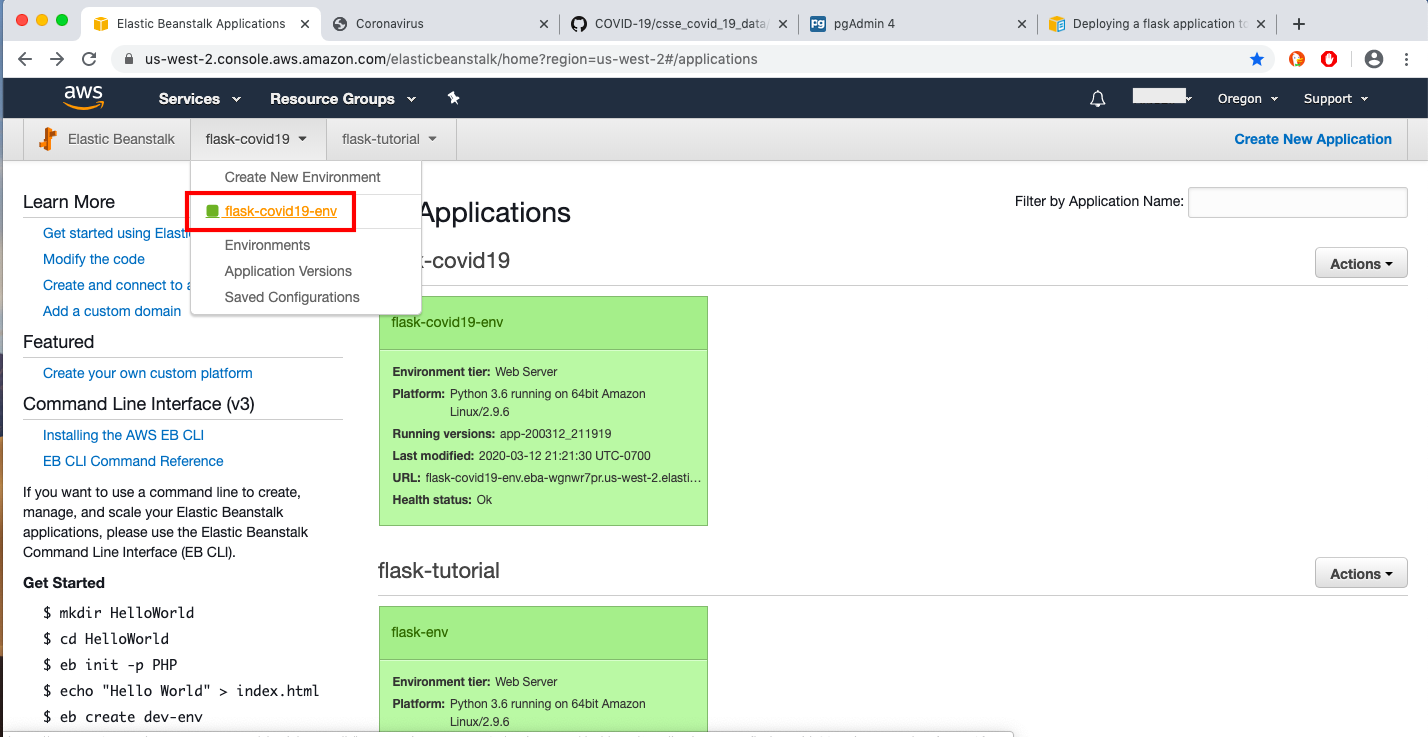 Elastic Beanstalk Applications
Coronavirus
COVID-19/csse_covid_19_data/
pgAdmin 4
Deploying a flask application to
us-west-2.console.aws.amazon.com/elasticbeanstalk/home?region=us-west-2#/applications
aws
Services
Resource Groups
Oregon
Support
Elastic Beanstalk
flask-covid19
flask-tutorial
Create New Application
Create New Environment
flask-covid19-env
Environments
Application Versions
Saved Configurations
Learn More
Get started using Elasti
Modify the code
Create and connect to a
Add a custom domain
Featured
Create your own custom platform
Command Line Interface (v3)
Installing the AWS EB CLI
EB CLI Command Reference
If you want to use a command line to create,
manage, and scale your Elastic Beanstalk
applications, please use the Elastic Beanstalk
Command Line Interface (EB CLI).
Get Started
$ mkdir HelloWorld
$ cd HelloWorld
$ eb init -p PHP
$ echo "Hello World" > index.html
$ eb create dev-env
Applications
Filter by Application Name:
k-covid19
Actions
flask-covid19-env
Environment tier: Web Server
Platform: Python 3.6 running on 64bit Amazon
Linux/2.9.6
Running versions: app-200312_211919
Last modified: 2020-03-12 21:21:30 UTC-0700
URL: flask-covid19-env.eba-wgnwr7pr.us-west-2.elasti...
Health status: Ok
flask-tutorial
Actions
flask-env
Environment tier: Web Server
Platform: Python 3.6 running on 64bit Amazon
Linux/2.9.6